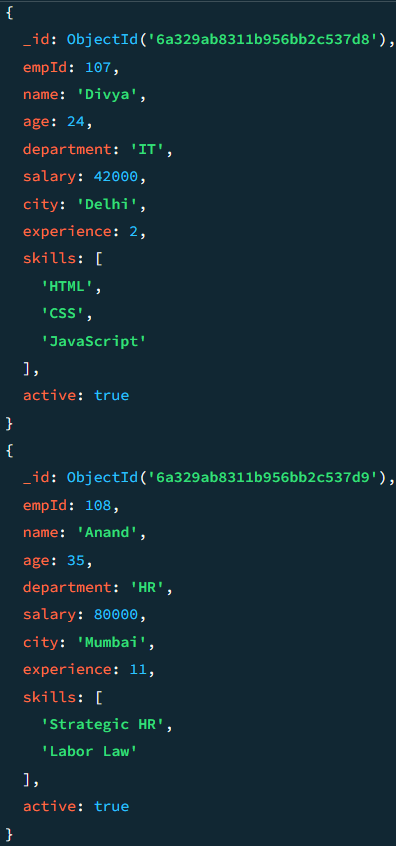 {
  _id: ObjectId('6a329ab8311b956bb2c537d8'),
  empId: 107,
  name: 'Divya',
  age: 24,
  department: 'IT',
  salary: 42000,
  city: 'Delhi',
  experience: 2,
  skills: [
    'HTML',
    'CSS',
    'JavaScript'
  ],
  active: true
}
{
  _id: ObjectId('6a329ab8311b956bb2c537d9'),
  empId: 108,
  name: 'Anand',
  age: 35,
  department: 'HR',
  salary: 80000,
  city: 'Mumbai',
  experience: 11,
  skills: [
    'Strategic HR',
    'Labor Law'
  ],
  active: true
}